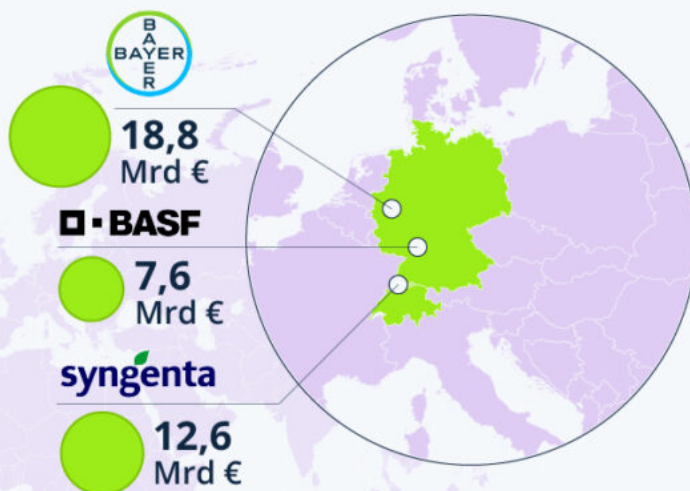 BAYER
BAYER
18,8
Mrd €
BASF
7,6
Mrd €
syngenta
12,6
Mrd €